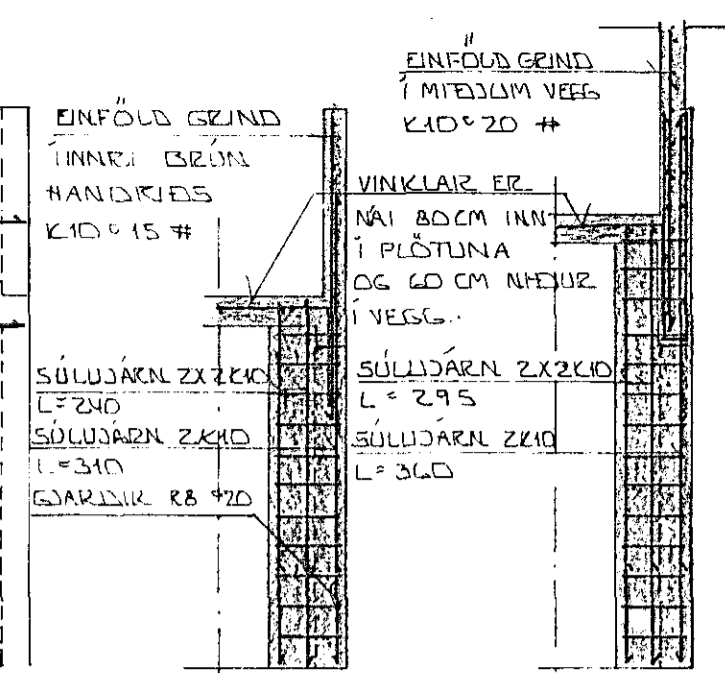 EINFÖLD GRIND
Í INNRI BRÚN
HANDRIÐS
K10 c 15 #
SÚLUJÁRN 2X2K10
L=240
SÚLUJÁRN 2K10
L=310
GJARÐIR R8 c20
EINFÖLD GRIND
Í MIÐJUM VEGG
K10 c 20 #
VINKLAR ER
NÁI 80 CM INN
Í PLÖTUNA
OG 60 CM NIÐUR
Í VEGG.
SÚLUJÁRN 2X2K10
L = 295
SÚLUJÁRN 2K10
L = 360